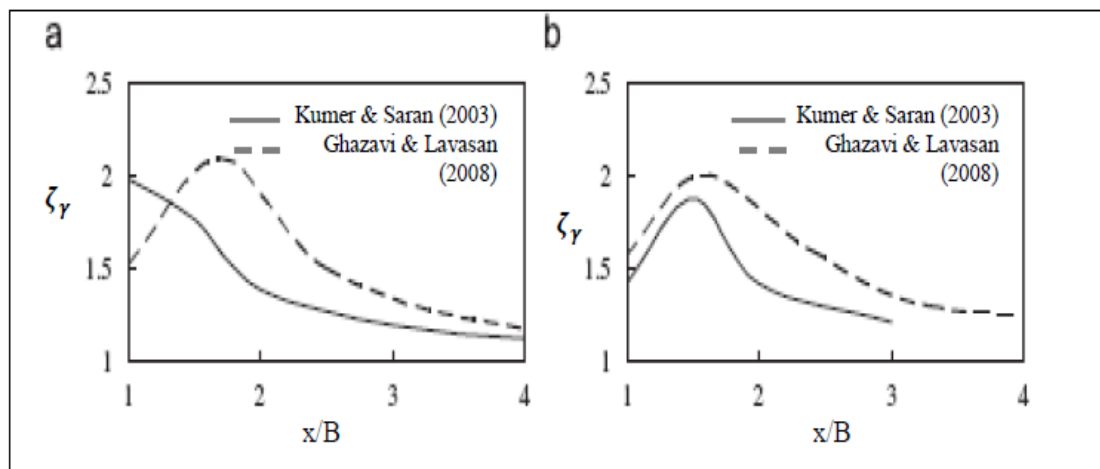 a
2.5
2
1.5
1
ζγ
Kumer & Saran (2003)
Ghazavi & Lavasan
(2008)
1 2 3 4
x/B
b
2.5
2
1.5
1
ζγ
Kumer & Saran (2003)
Ghazavi & Lavasan
(2008)
1 2 3 4
x/B